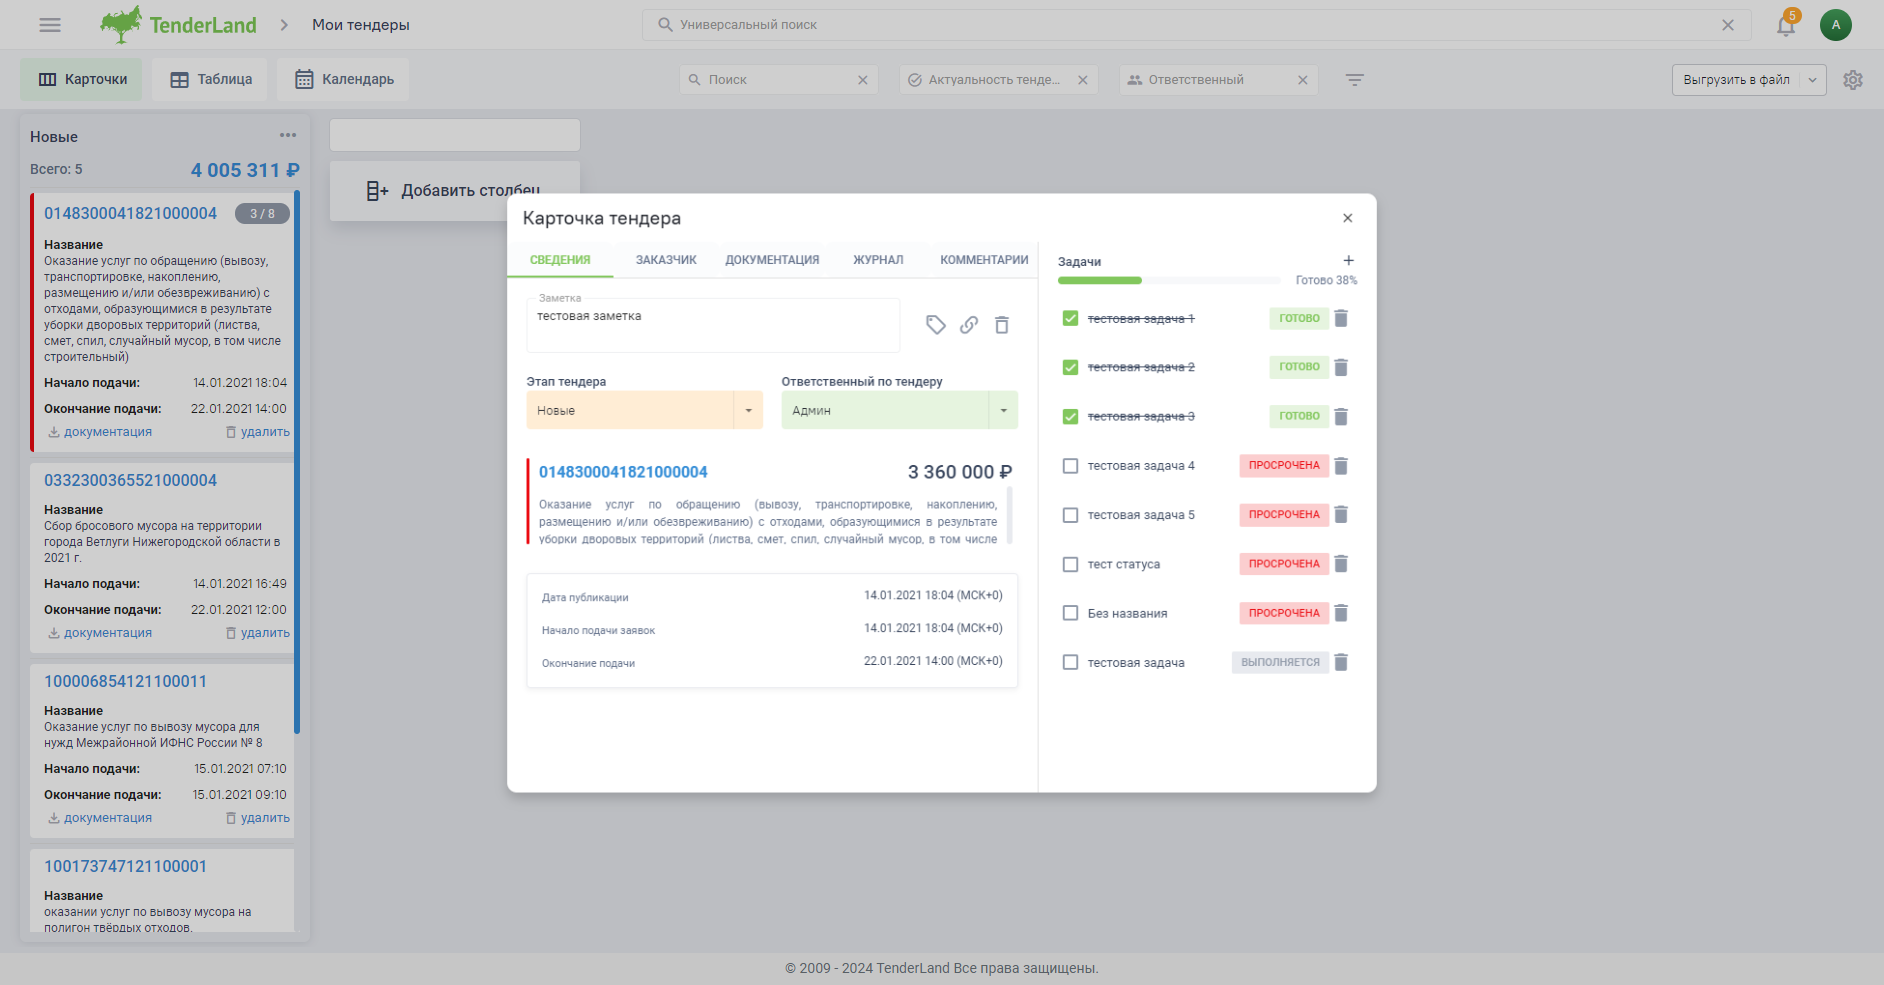 TenderLand
Мои тендеры
Универсальный поиск
5
A
Карточки
Таблица
Календарь
Поиск
Актуальность тенде...
Ответственный
Выгрузить в файл
Новые
Всего: 5
4 005 311 ₽
0148300041821000004
3 / 8
Название
Оказание услуг по обращению (вывозу,
транспортировке, накоплению,
размещению и/или обезвреживанию) с
отходами, образующимися в результате
уборки дворовых территорий (листва,
смет, спил, случайный мусор, в том числе
строительный)
Начало подачи: 14.01.2021 18:04
Окончание подачи: 22.01.2021 14:00
документация
удалить
0332300365521000004
Название
Сбор бросового мусора на территории
города Ветлуги Нижегородской области в
2021 г.
Начало подачи: 14.01.2021 16:49
Окончание подачи: 22.01.2021 12:00
документация
удалить
100006854121100011
Название
Оказание услуг по вывозу мусора для
нужд Межрайонной ИФНС России № 8
Начало подачи: 15.01.2021 07:10
Окончание подачи: 15.01.2021 09:10
документация
удалить
100173747121100001
Название
оказании услуг по вывозу мусора на
полигон твёрдых отходов.
Добавить столбец
Карточка тендера
СВЕДЕНИЯ
ЗАКАЗЧИК
ДОКУМЕНТАЦИЯ
ЖУРНАЛ
КОММЕНТАРИИ
Заметка
тестовая заметка
Этап тендера
Новые
Ответственный по тендеру
Админ
0148300041821000004
3 360 000 ₽
Оказание услуг по обращению (вывозу, транспортировке, накоплению,
размещению и/или обезвреживанию) с отходами, образующимися в результате
уборки дворовых территорий (листва, смет, спил, случайный мусор, в том числе
Дата публикации 14.01.2021 18:04 (МСК+0)
Начало подачи заявок 14.01.2021 18:04 (МСК+0)
Окончание подачи 22.01.2021 14:00 (МСК+0)
Задачи
Готово 38%
тестовая задача 1 ГОТОВО
тестовая задача 2 ГОТОВО
тестовая задача 3 ГОТОВО
тестовая задача 4 ПРОСРОЧЕНА
тестовая задача 5 ПРОСРОЧЕНА
тест статуса ПРОСРОЧЕНА
Без названия ПРОСРОЧЕНА
тестовая задача ВЫПОЛНЯЕТСЯ
© 2009 - 2024 TenderLand Все права защищены.